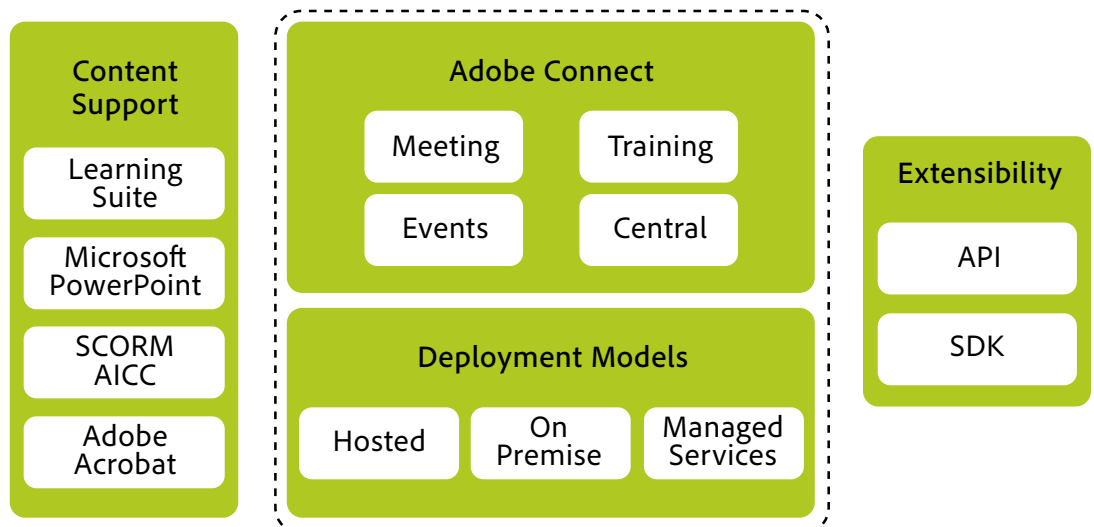 Content
Support
Learning
Suite
Microsoft
PowerPoint
SCORM
AICC
Adobe
Acrobat
Adobe Connect
Meeting
Training
Events
Central
Deployment Models
Hosted
On
Premise
Managed
Services
Extensibility
API
SDK